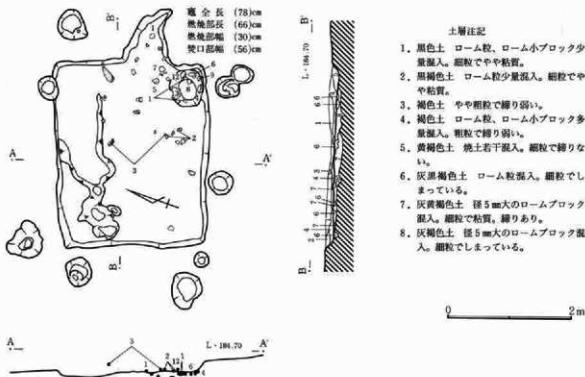 竈全長 (78)cm
燃焼部長 (66)cm
燃焼部幅 (30)cm
焚口部幅 (56)cm
B'
A
A'
B
L・184.70
B'
B
A
L・184.70
A'
土層注記
1．黒色土 ローム粒、ローム小ブロック少
量混入。細粒でやや粘質。
2．黒褐色土 ローム粒少量混入。細粒でや
や粘質。
3．褐色土 やや粗粒で締り弱い。
4．褐色土 ローム粒、ローム小ブロック多
量混入。粗粒で締り弱い。
5．黄褐色土 焼土若干混入。細粒で締りな
い。
6．灰黒褐色土 ローム粒混入。細粒でし
まっている。
7．灰黄褐色土 径5㎜大のロームブロック
混入。細粒で粘質。締りあり。
8．灰褐色土 径5㎜大のロームブロック混
入。細粒でしまっている。
0 2m